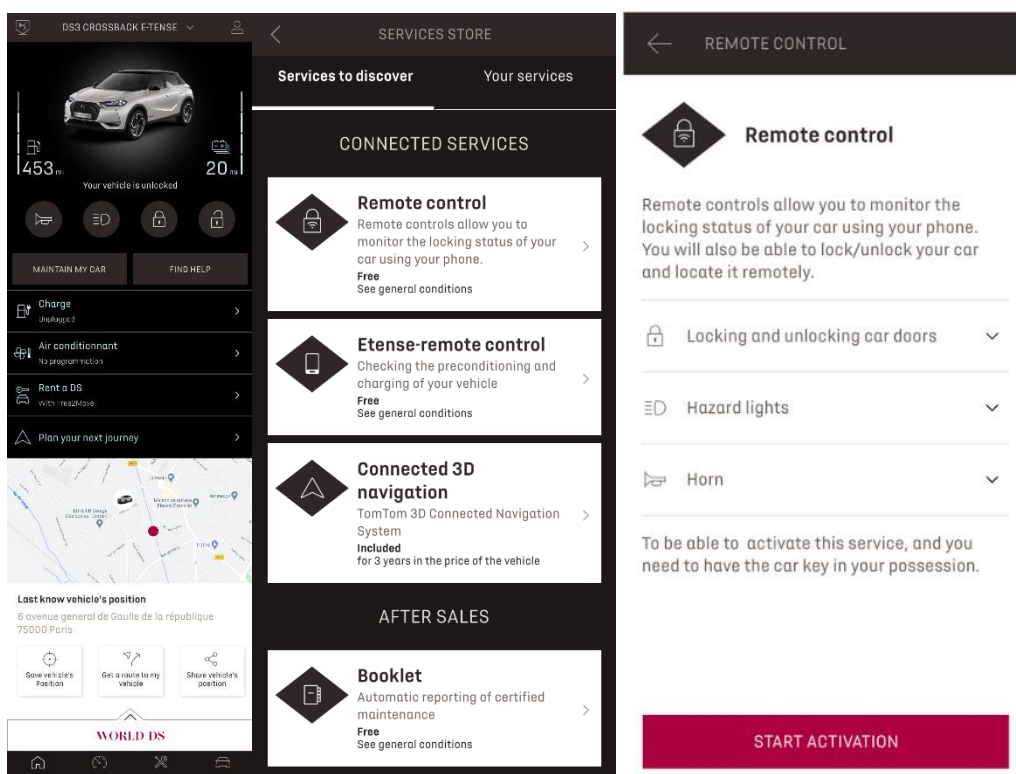 DS3 CROSSBACK E-TENSE
453 mi
20 mi
Your vehicle is unlocked
MAINTAIN MY CAR
FIND HELP
Charge
Unplugged
Air conditionnant
No programmation
Rent a DS
With Free2Move
Plan your next journey
TOTAL
Last know vehicle's position
6 avenue general de Gaulle de la république
75000 Paris
Save vehicle's
Position
Get a route to my
vehicle
Share vehicle's
position
WORLD DS
SERVICES STORE
Services to discover
Your services
CONNECTED SERVICES
Remote control
Remote controls allow you to
monitor the locking status of your
car using your phone.
Free
See general conditions
Etense-remote control
Checking the preconditioning and
charging of your vehicle
Free
See general conditions
Connected 3D
navigation
TomTom 3D Connected Navigation
System
Included
for 3 years in the price of the vehicle
AFTER SALES
Booklet
Automatic reporting of certified
maintenance
Free
See general conditions
REMOTE CONTROL
Remote control
Remote controls allow you to monitor the
locking status of your car using your phone.
You will also be able to lock/unlock your car
and locate it remotely.
Locking and unlocking car doors
Hazard lights
Horn
To be able to activate this service, and you
need to have the car key in your possession.
START ACTIVATION